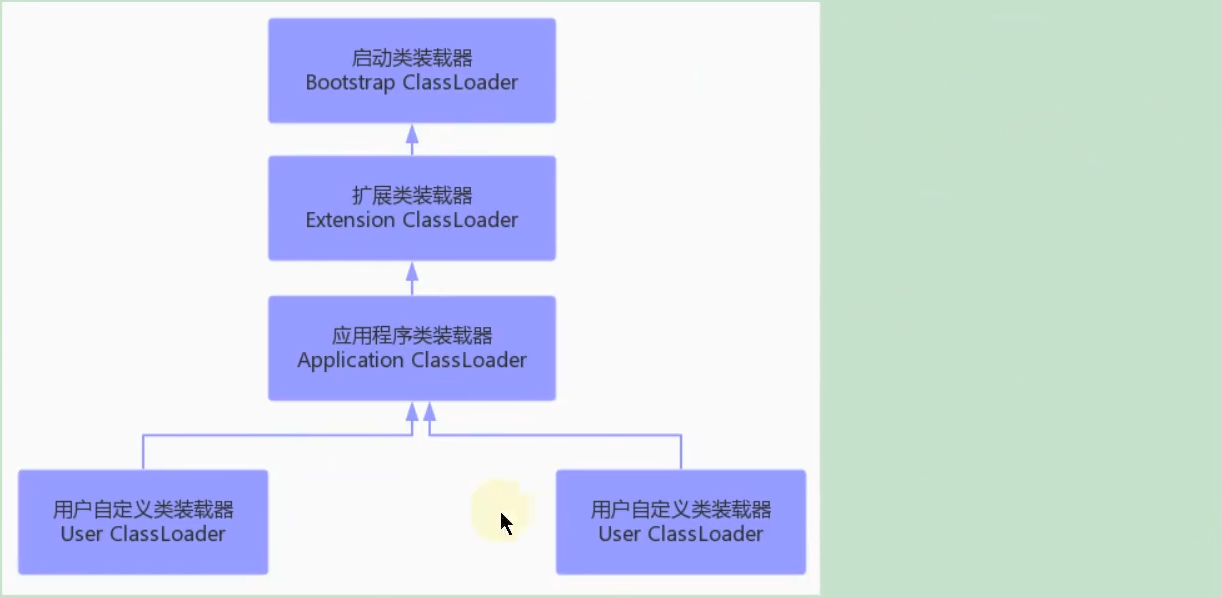 启动类装载器
Bootstrap ClassLoader
扩展类装载器
Extension ClassLoader
应用程序类装载器
Application ClassLoader
用户自定义类装载器
User ClassLoader
用户自定义类装载器
User ClassLoader